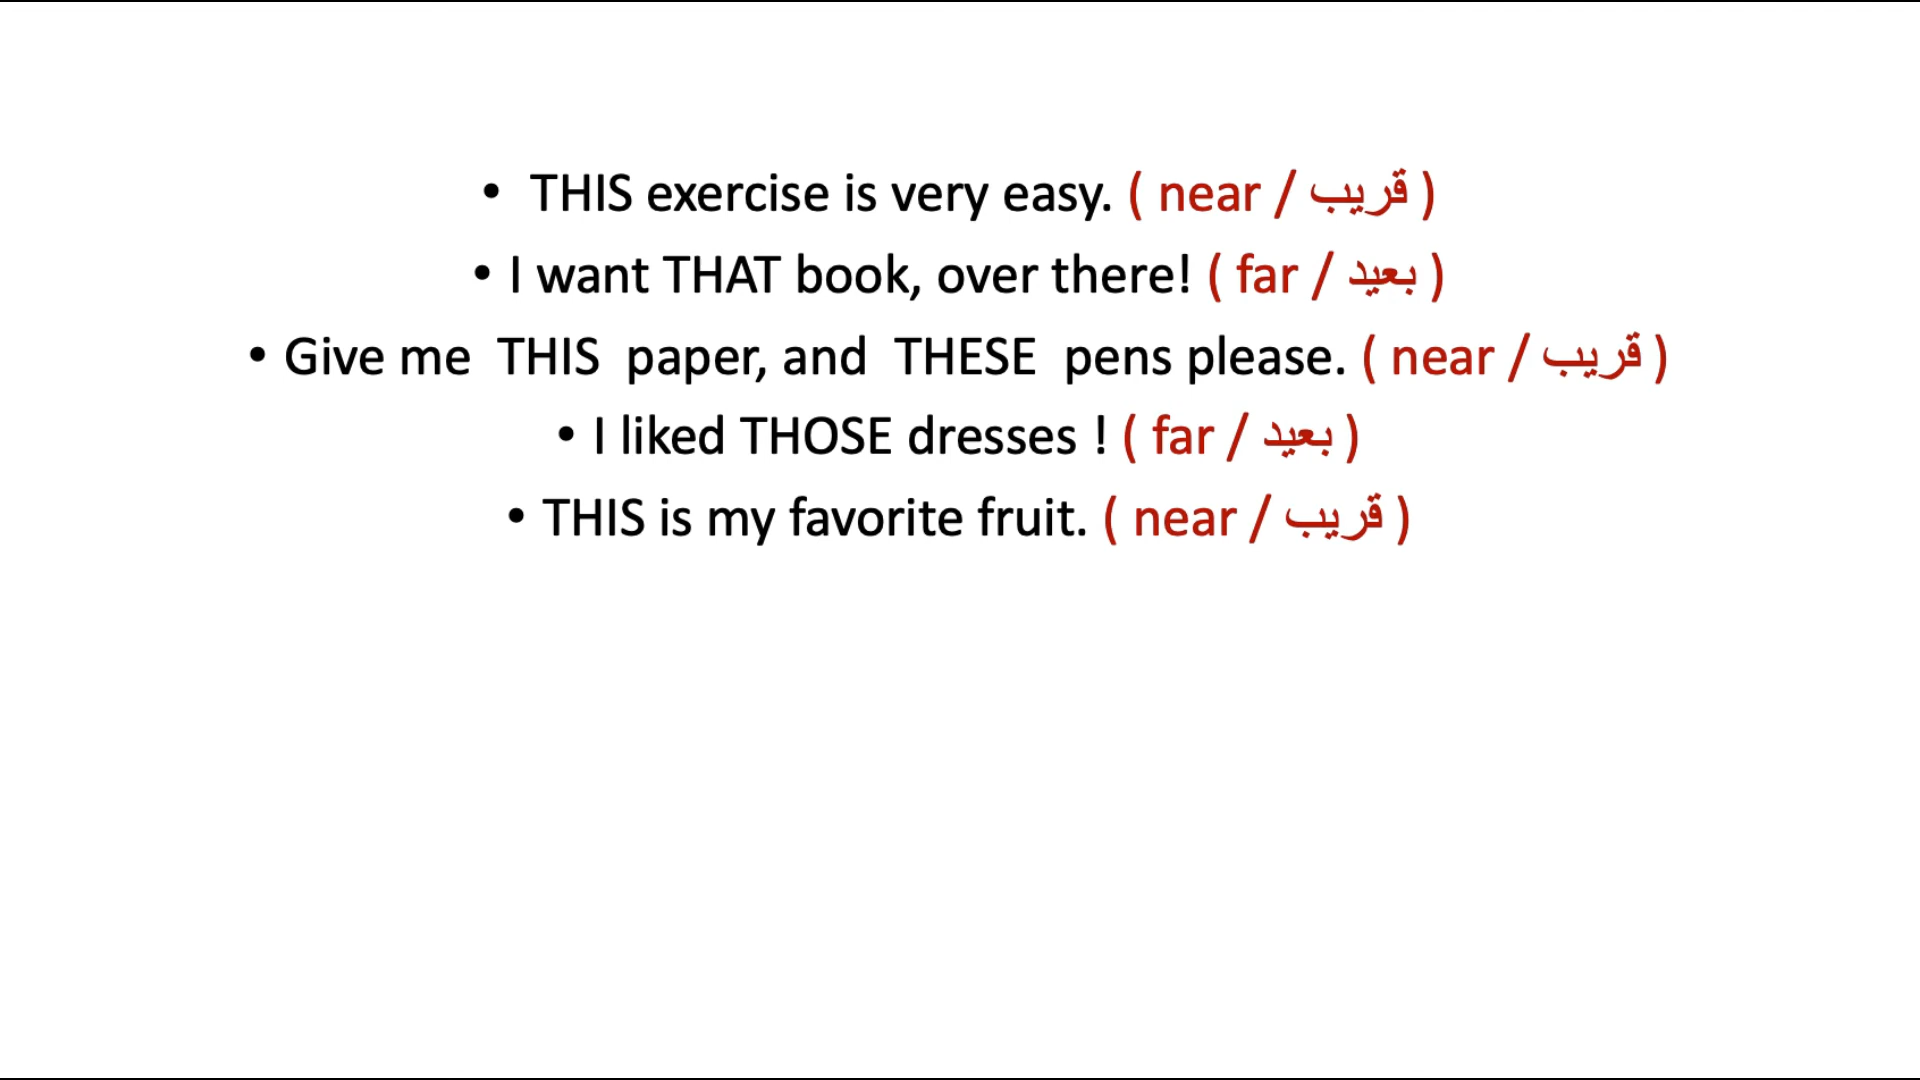 • THIS exercise is very easy. ( near / قريب )
• I want THAT book, over there! ( far / بعيد )
• Give me THIS paper, and THESE pens please. ( near / قريب )
• I liked THOSE dresses ! ( far / بعيد )
• THIS is my favorite fruit. ( near / قريب )